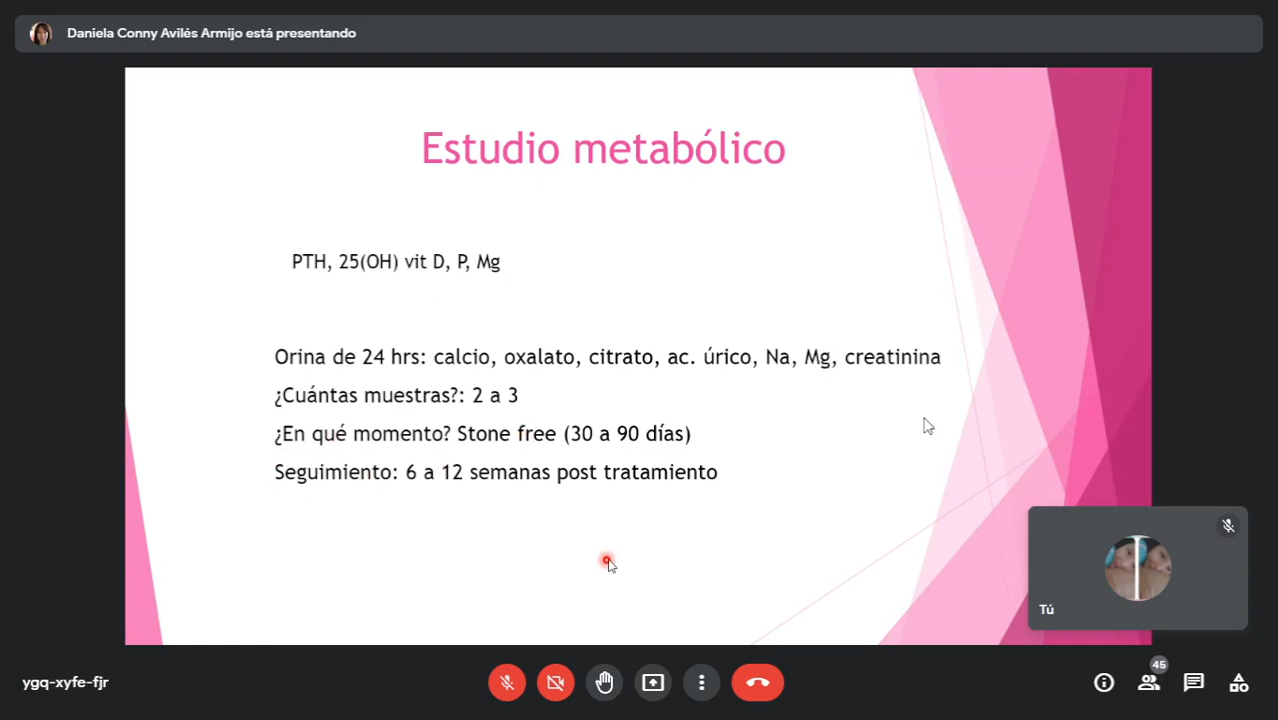 Daniela Conny Avilés Armijo está presentando
Estudio metabólico
PTH, 25(OH) vit D, P, Mg
Orina de 24 hrs: calcio, oxalato, citrato, ac. úrico, Na, Mg, creatinina
¿Cuántas muestras?: 2 a 3
¿En qué momento? Stone free (30 a 90 días)
Seguimiento: 6 a 12 semanas post tratamiento
Tú
ygq-xyfe-fjr
45